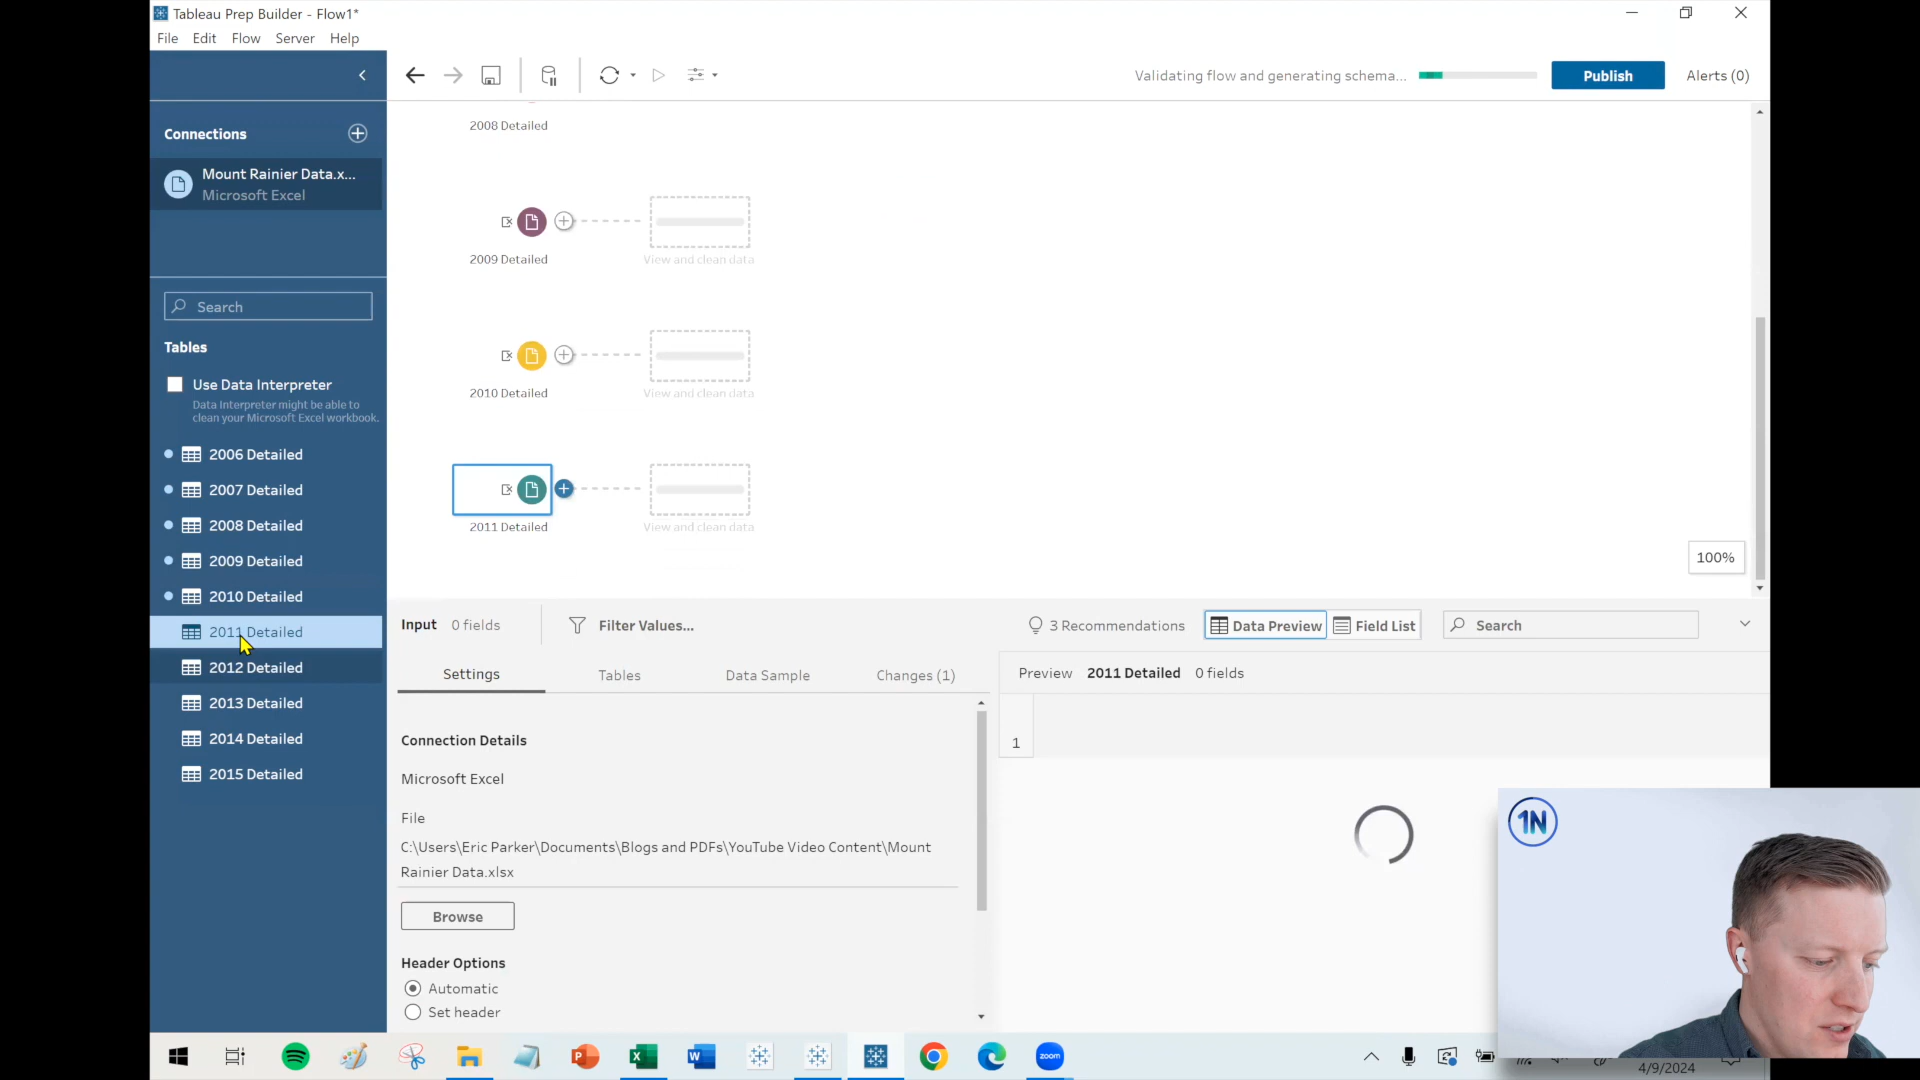 Tableau Prep Builder - Flow1*
File Edit Flow Server Help
Validating flow and generating schema...
Publish
Alerts (0)
Connections
Mount Rainier Data.x...
Microsoft Excel
Search
Tables
Use Data Interpreter
Data Interpreter might be able to
clean your Microsoft Excel workbook.
2006 Detailed
2007 Detailed
2008 Detailed
2009 Detailed
2010 Detailed
2011 Detailed
2012 Detailed
2013 Detailed
2014 Detailed
2015 Detailed
2008 Detailed
2009 Detailed
View and clean data
2010 Detailed
View and clean data
2011 Detailed
View and clean data
100%
Input 0 fields
Filter Values...
3 Recommendations
Data Preview
Field List
Search
Settings
Tables
Data Sample
Changes (1)
Preview 2011 Detailed 0 fields
1
Connection Details
Microsoft Excel
File
C:\Users\Eric Parker\Documents\Blogs and PDFs\YouTube Video Content\Mount
Rainier Data.xlsx
Browse
Header Options
Automatic
Set header
1N
zoom
4/9/2024